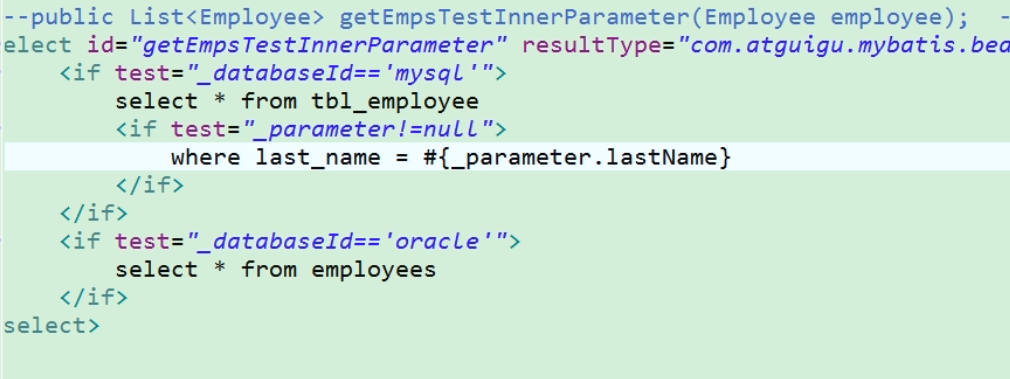 --public List<Employee> getEmpsTestInnerParameter(Employee employee); -
elect id="getEmpsTestInnerParameter" resultType="com.atguigu.mybatis.bea
<if test="_databaseId=='mysql'">
select * from tbl_employee
<if test="_parameter!=null">
where last_name = #{_parameter.lastName}
</if>
</if>
<if test="_databaseId=='oracle'">
select * from employees
</if>
select>